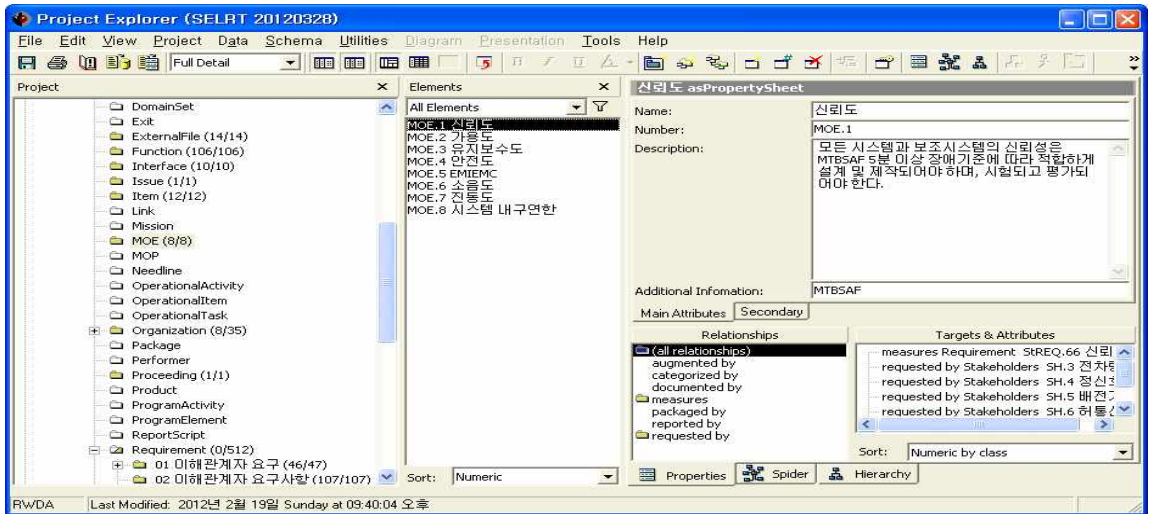 Project Explorer (SELRT 20120328)
File Edit View Project Data Schema Utilities Diagram Presentation Tools Help
Full Detail
Project
DomainSet
Exit
ExternalFile (14/14)
Function (106/106)
Interface (10/10)
Issue (1/1)
Item (12/12)
Link
Mission
MOE (8/8)
MOP
Needline
OperationalActivity
OperationalItem
OperationalTask
Organization (8/35)
Package
Performer
Proceeding (1/1)
Product
ProgramActivity
ProgramElement
ReportScript
Requirement (0/512)
01 이해관계자 요구 (46/47)
02 이해관계자 요구사항 (107/107)
Elements
All Elements
MOE.1 신뢰도
MOE.2 가용도
MOE.3 유지보수도
MOE.4 안전도
MOE.5 EMIEMC
MOE.6 소음도
MOE.7 진동도
MOE.8 시스템 내구연한
Sort: Numeric
신뢰도 asPropertySheet
Name: 신뢰도
Number: MOE.1
Description: 모든 시스템과 보조시스템의 신뢰성은
MTBSAF 5분 이상 장애기준에 따라 적합하게
설계 및 제작되어야 하며, 시험되고 평가되
어야 한다.
Additional Infomation: MTBSAF
Main Attributes Secondary
Relationships
(all relationships)
augmented by
categorized by
documented by
measures
packaged by
reported by
requested by
Targets & Attributes
measures Requirement StREQ.66 신뢰
requested by Stakeholders SH.3 전차
requested by Stakeholders SH.4 정신
requested by Stakeholders SH.5 배전
requested by Stakeholders SH.6 허통
Sort: Numeric by class
Properties Spider Hierarchy
RWDA Last Modified: 2012년 2월 19일 Sunday at 09:40:04 오후